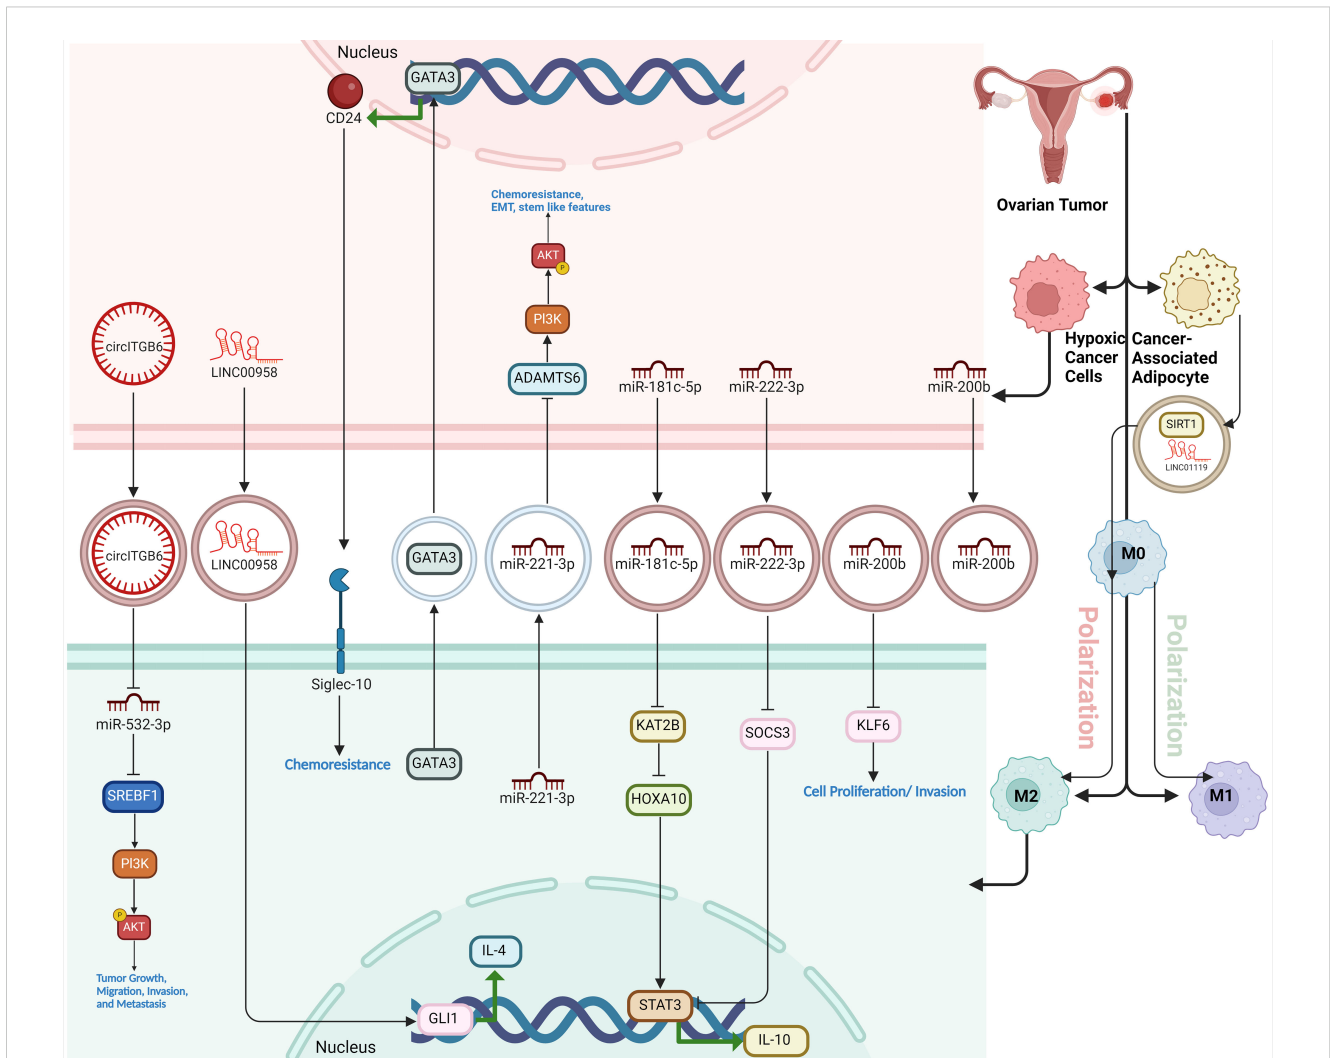 Nucleus
GATA3
CD24
Chemoresistance,
EMT, stem like features
Ovarian Tumor
AKT
P
PI3K
circITGB6
LINC00958
ADAMTS6
miR-181c-5p
miR-222-3p
miR-200b
Hypoxic
Cancer
Cells
Cancer-
Associated
Adipocyte
SIRT1
LINC01119
circITGB6
LINC00958
GATA3
miR-221-3p
miR-181c-5p
miR-222-3p
miR-200b
miR-200b
M0
Polarization
Polarization
Siglec-10
miR-532-3p
KAT2B
SOCS3
KLF6
Chemoresistance
GATA3
miR-221-3p
SREBF1
HOXA10
Cell Proliferation/ Invasion
M2
M1
PI3K
P
AKT
Tumor Growth,
Migration, Invasion,
and Metastasis
IL-4
GLI1
STAT3
IL-10
Nucleus